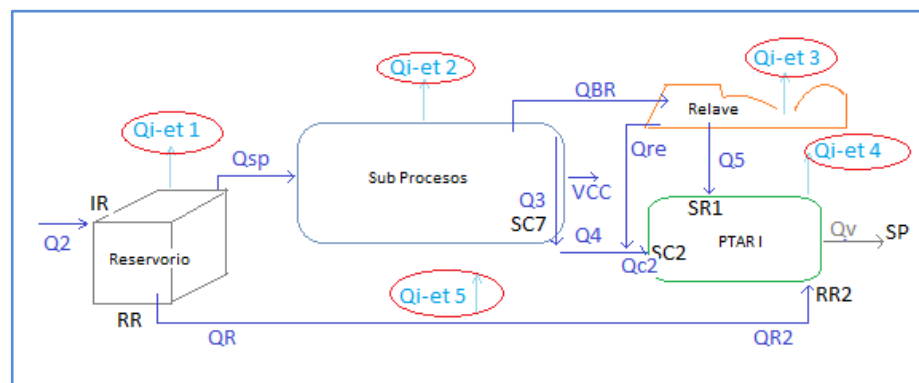 Qi-et 3
Qi-et 2
QBR
Relave
Qi-et 1
Qsp
Qre
Q5
Qi-et 4
Sub Procesos
VCC
Q3
IR
SC7
SR1
Q2
Q4
PTAR I
Qv
SP
Reservorio
Qc2
SC2
Qi-et 5
RR
RR2
QR
QR2